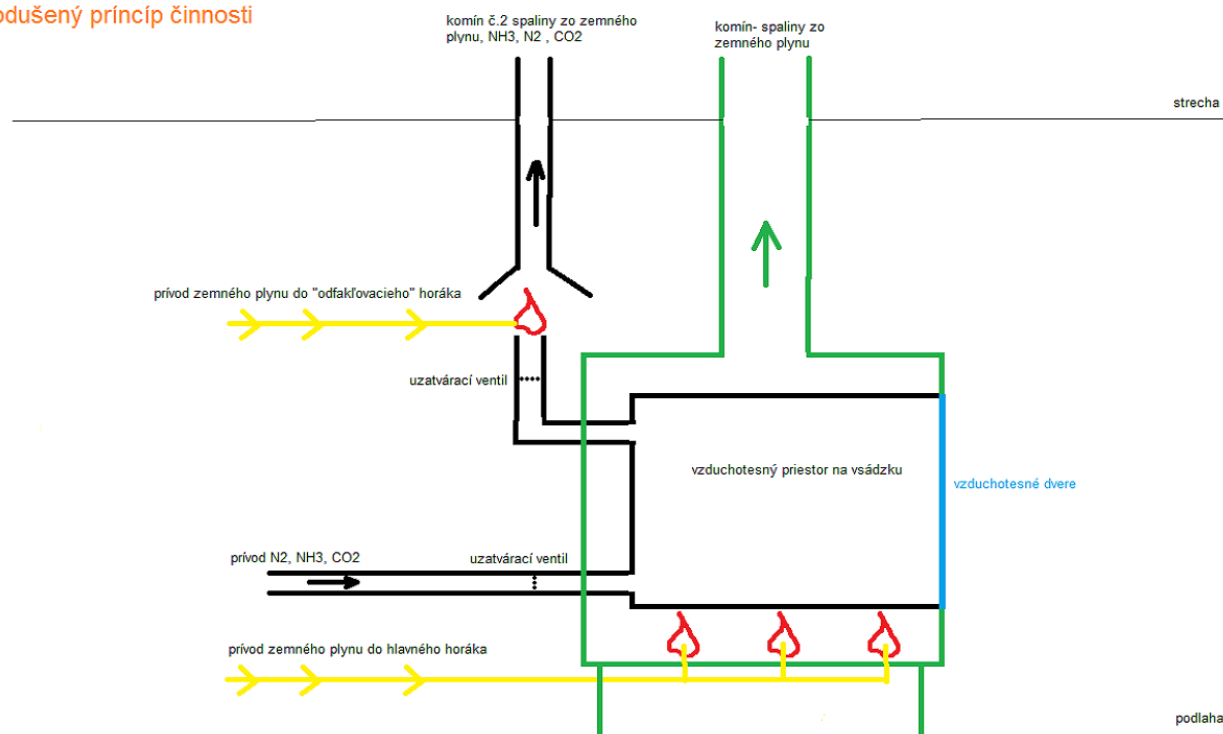 odušený princíp činnosti
komín č.2 spaliny zo zemného
plynu, NH3, N2 , CO2
komín- spaliny zo
zemného plynu
strecha
prívod zemného plynu do "odfakľovacieho" horáka
uzatvárací ventil
vzduchotesný priestor na vsádzku
vzduchotesné dvere
prívod N2, NH3, CO2
uzatvárací ventil
prívod zemného plynu do hlavného horáka
podlaha